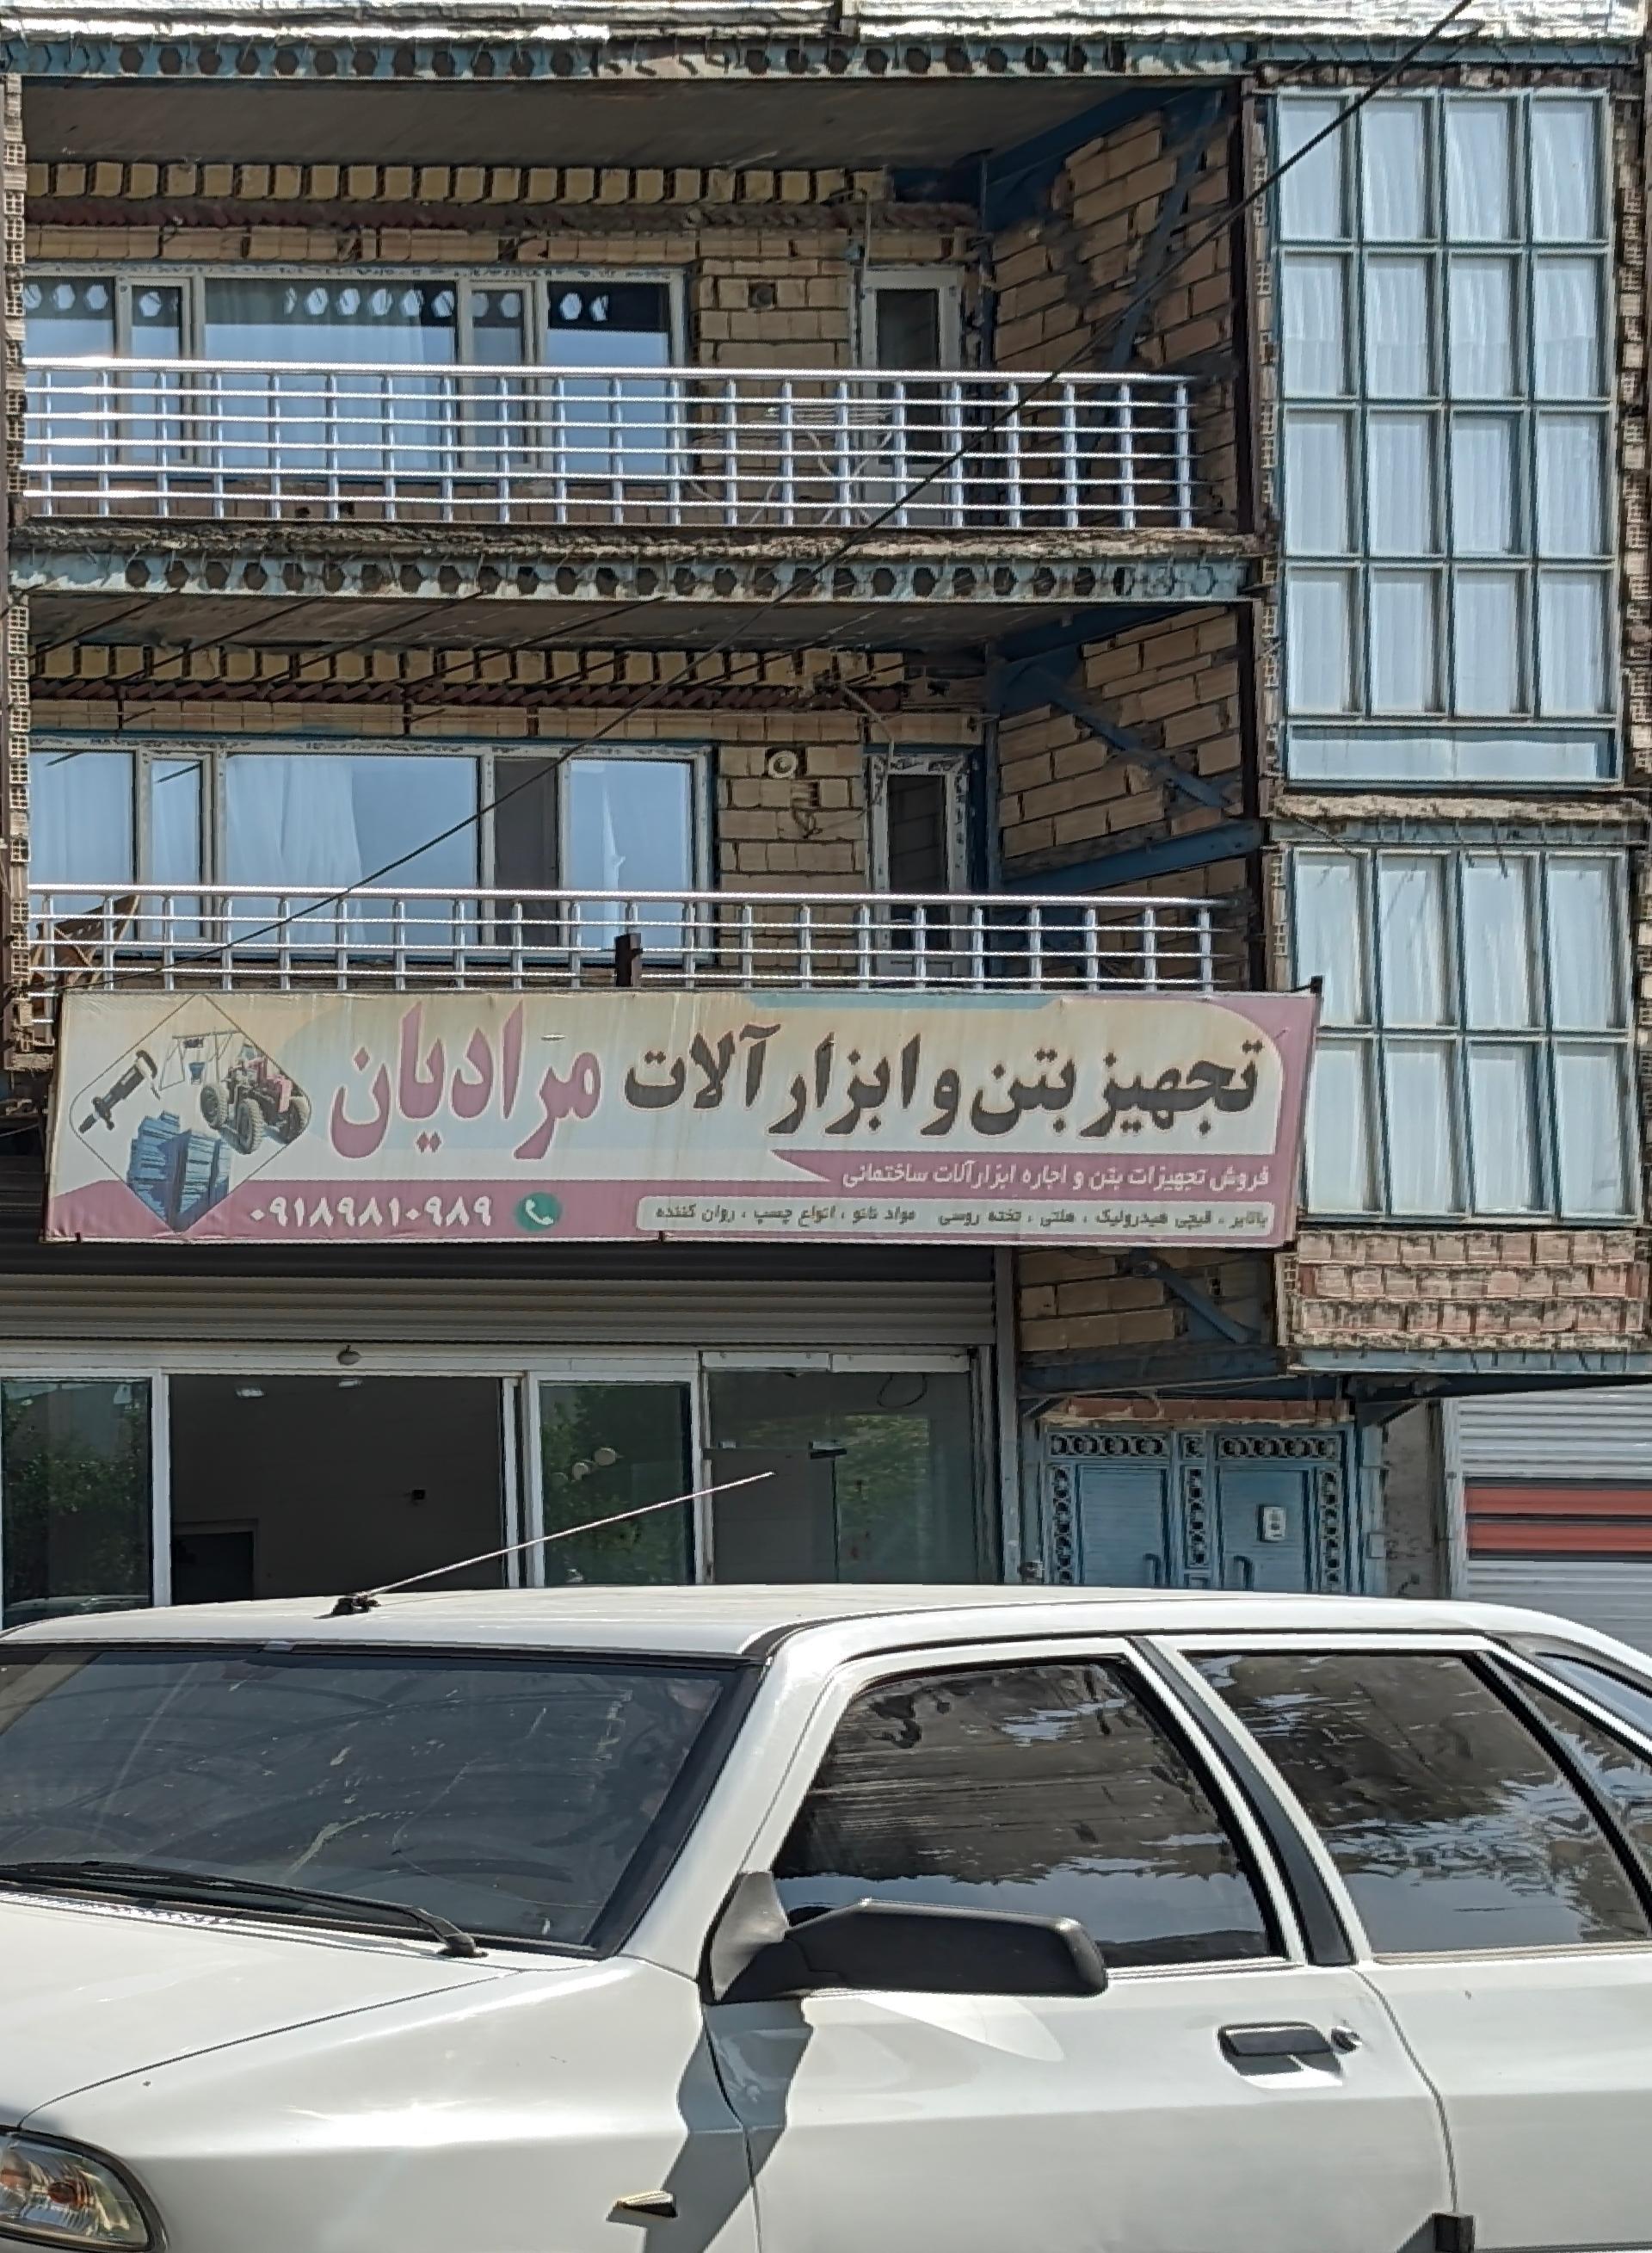 تجهیز بتن و ابزار آلات مرادیان
فروش تجهیزات بتن و اجاره ابزارآلات ساختمانی
بالابر ، قیچی هیدرولیک ، هلتی ، تخته روسی مواد نانو ، انواع چسب ، روان کننده
۰۹۱۸۹۸۱۰۹۸۹